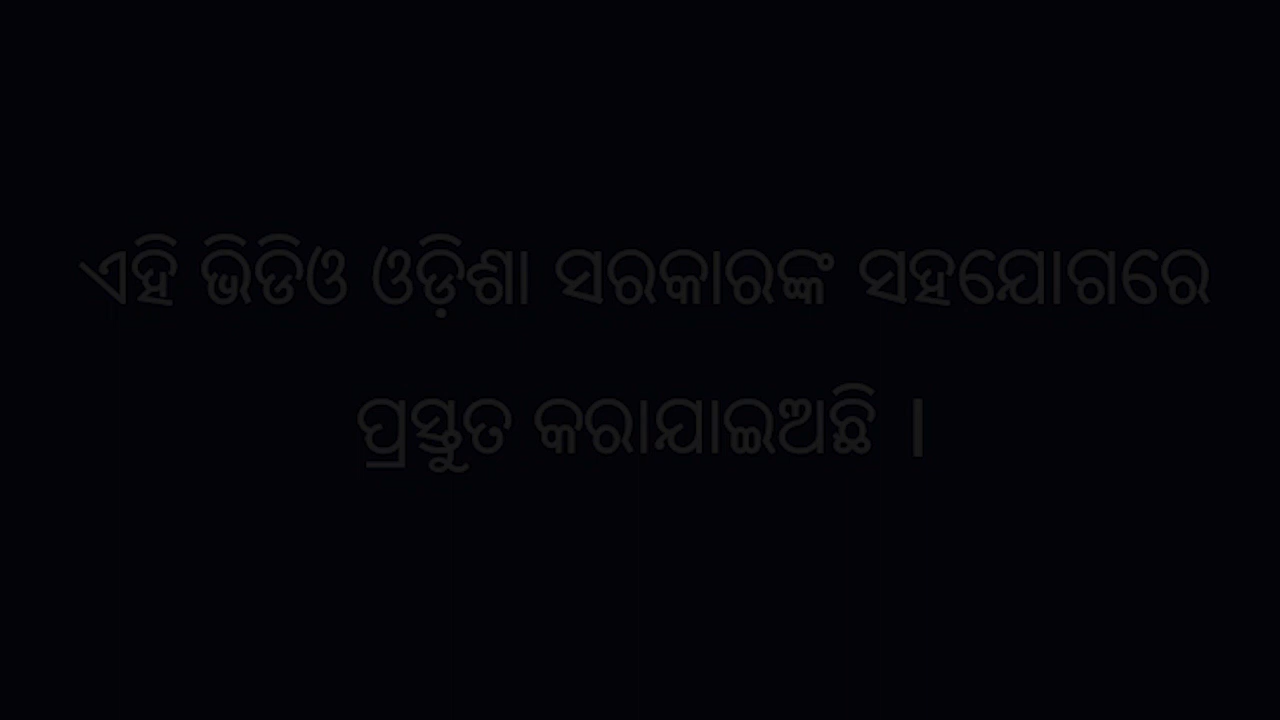 ଏହି ଭିଡିଓ ଓଡ଼ିଶା ସରକାରଙ୍କ ସହଯୋଗରେ
ପ୍ରସ୍ତୁତ କରାଯାଇଅଛି ।